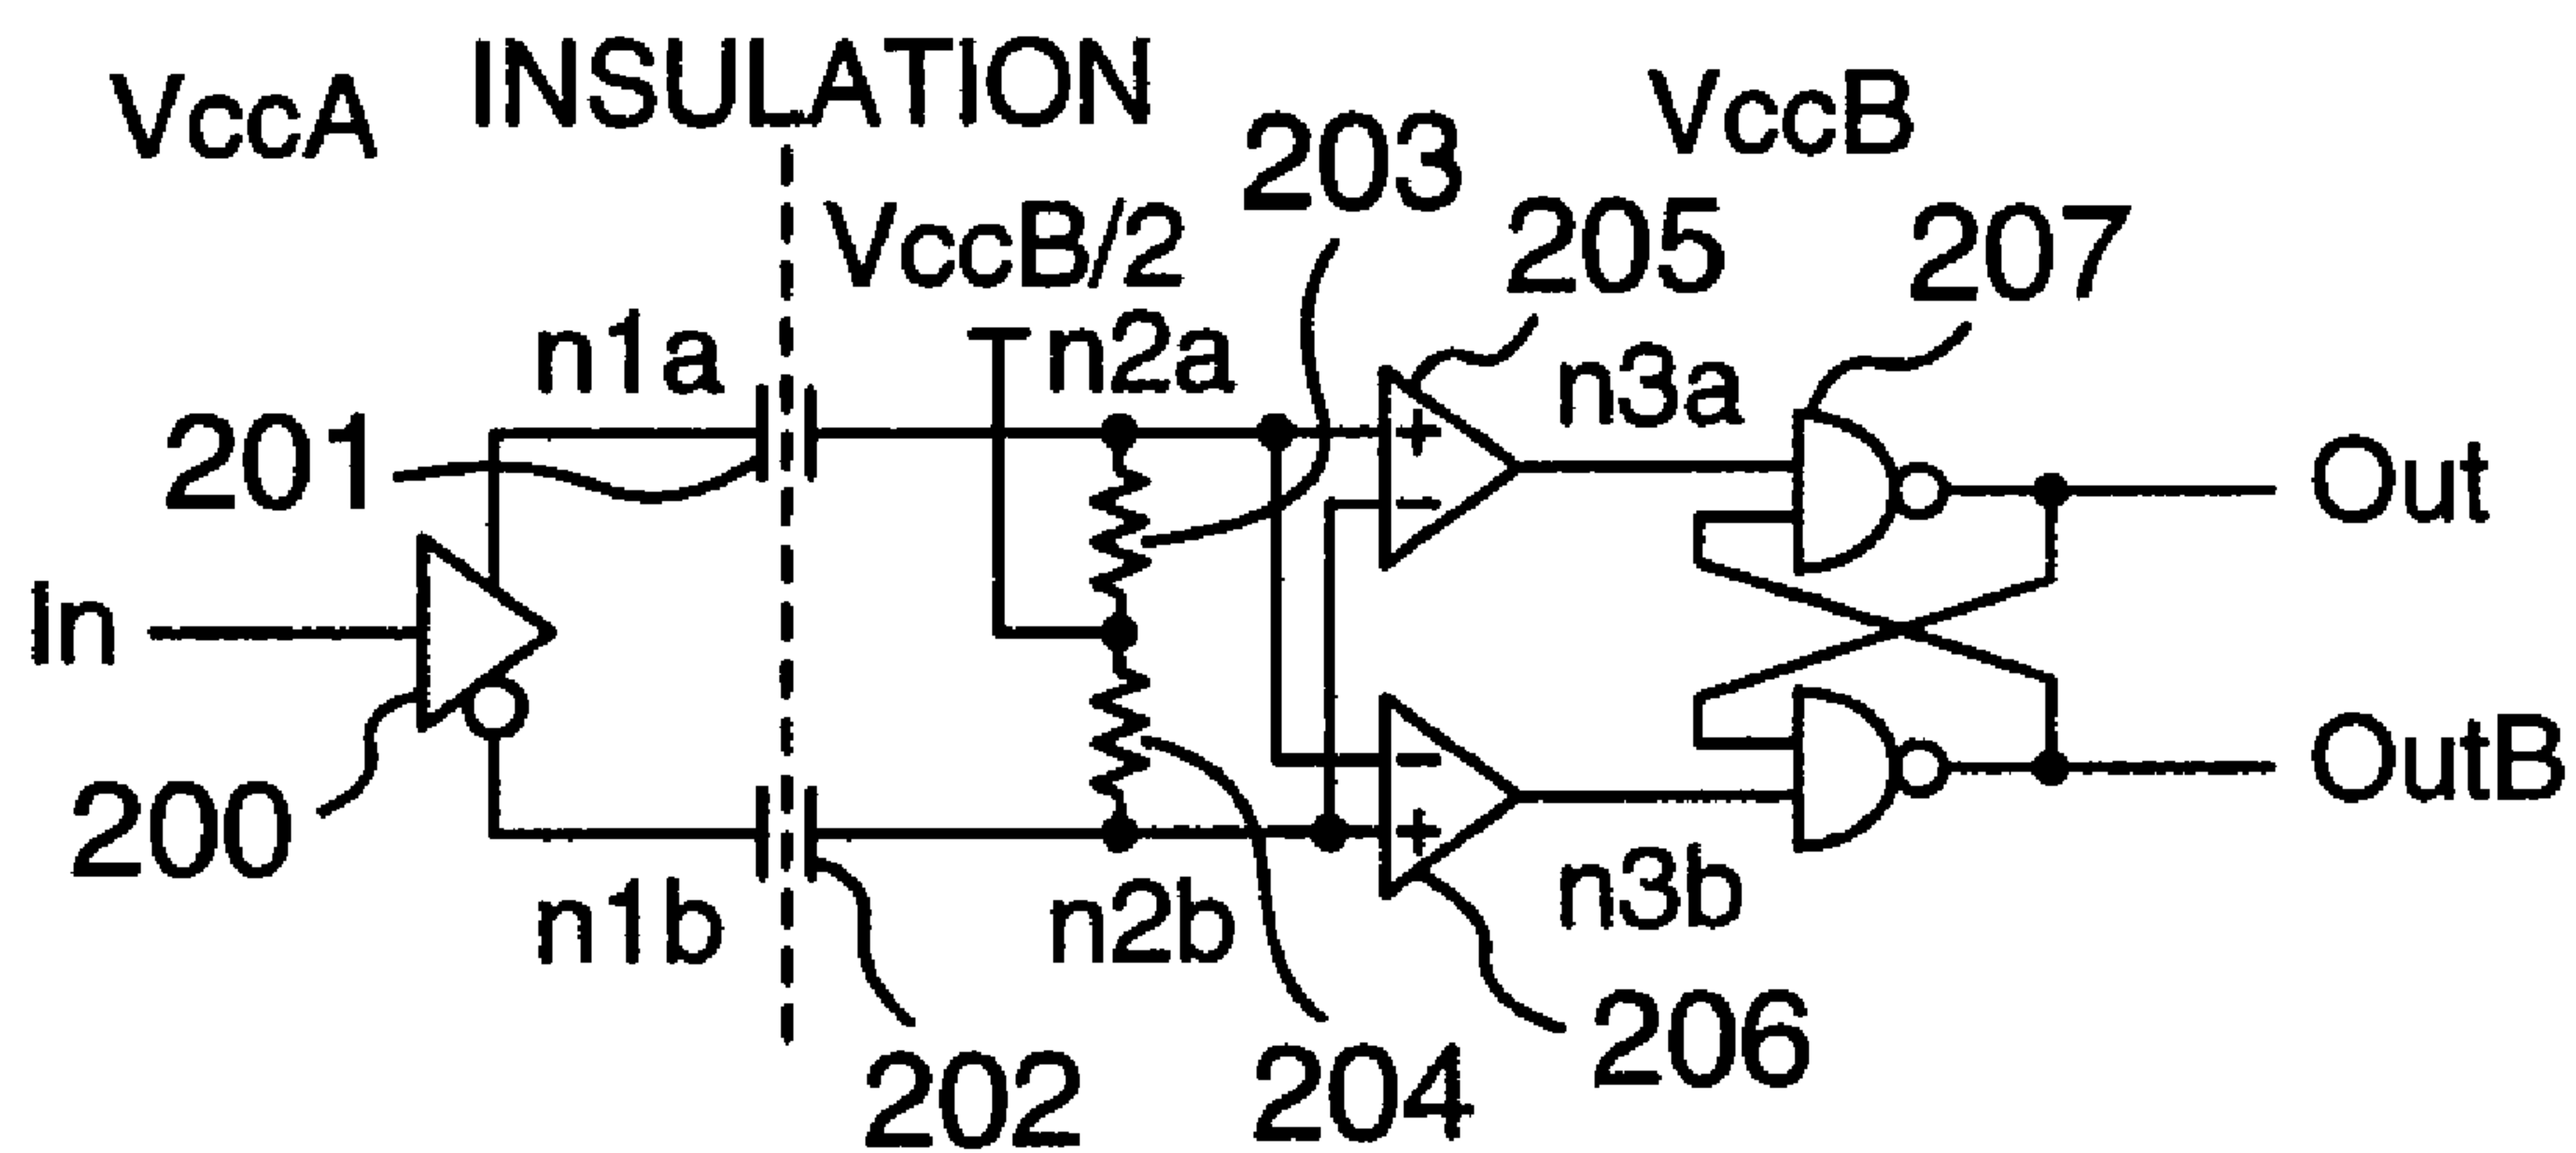 VccA INSULATION VccB
203
VccB/2 205 207
n1a n2a n3a
201
+
−
Out
In
200
−
+
OutB
n1b n2b n3b
202 204 206